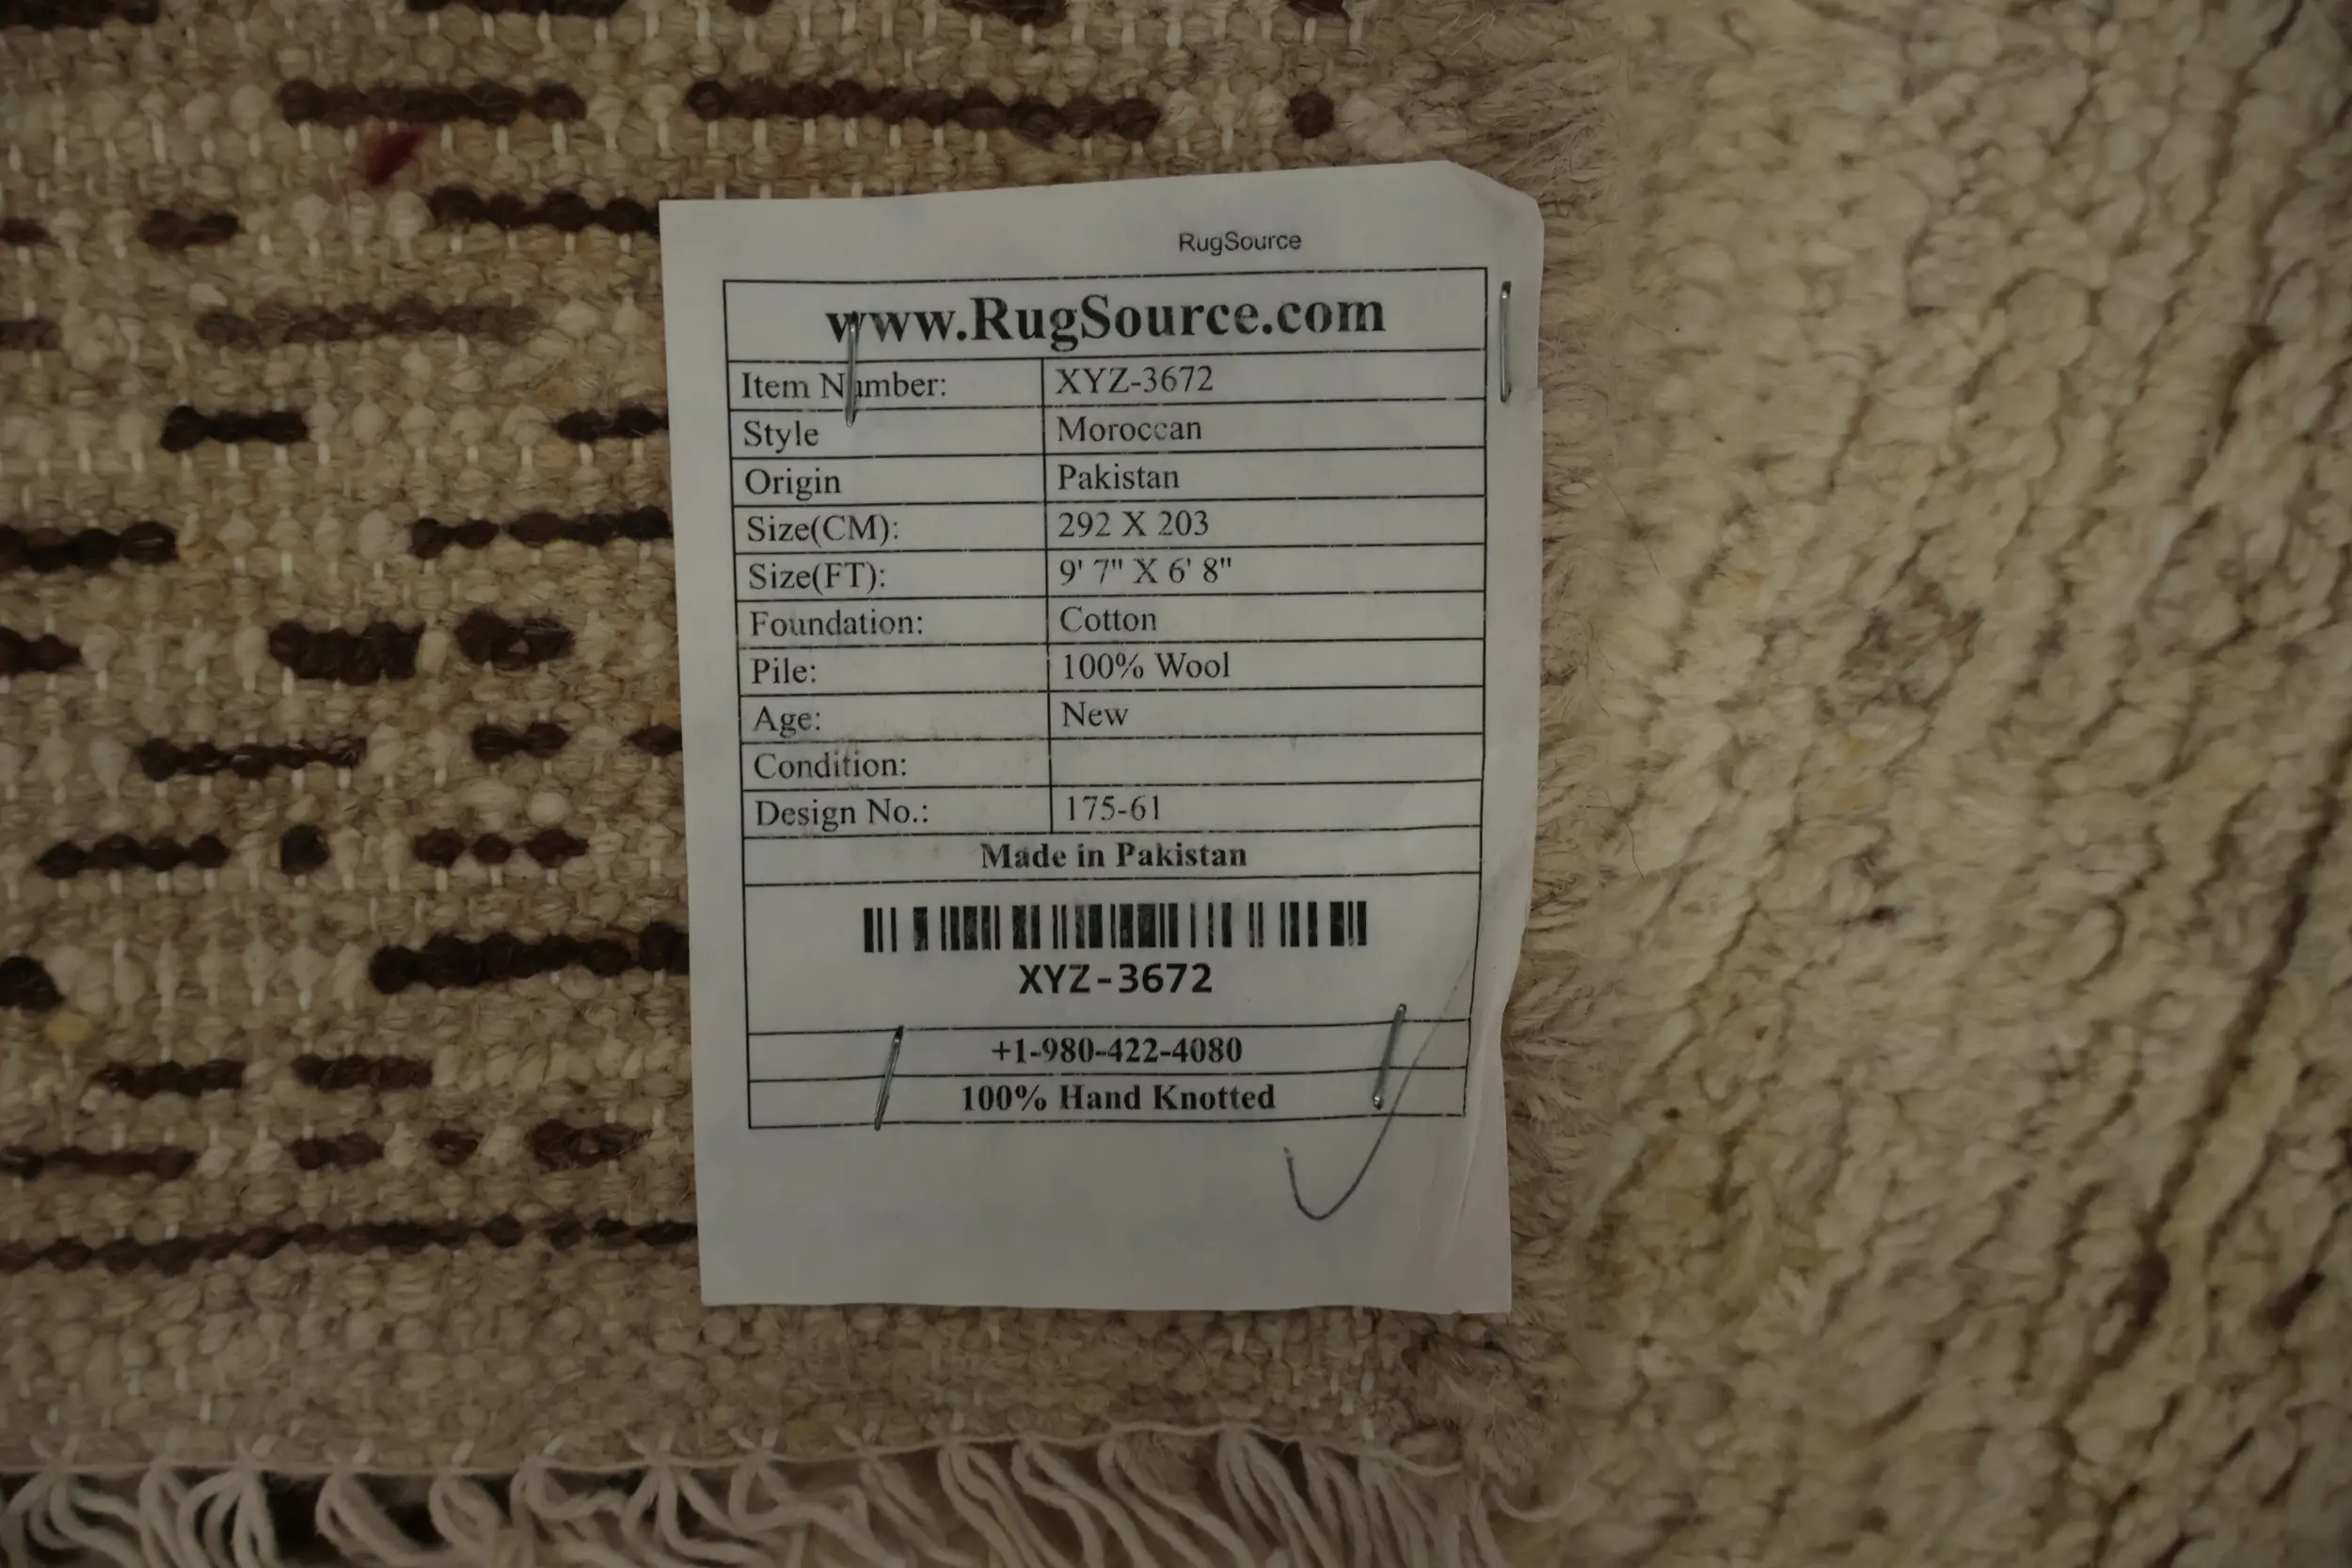 RugSource
www.RugSource.com
Item Number: XYZ-3672
Style Moroccan
Origin Pakistan
Size(CM): 292 X 203
Size(FT): 9' 7" X 6' 8"
Foundation: Cotton
Pile: 100% Wool
Age: New
Condition:
Design No.: 175-61
Made in Pakistan
XYZ-3672
+1-980-422-4080
100% Hand Knotted